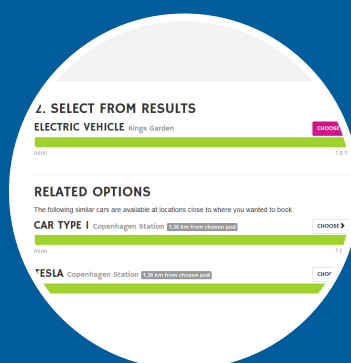 2. SELECT FROM RESULTS
ELECTRIC VEHICLE Kings Garden CHOOSE
noon 1 p.m
RELATED OPTIONS
The following similar cars are available at locations close to where you wanted to book
CAR TYPE 1 Copenhagen Station 1.36 km from chosen pod CHOOSE
noon
TESLA Copenhagen Station 1.36 km from chosen pod